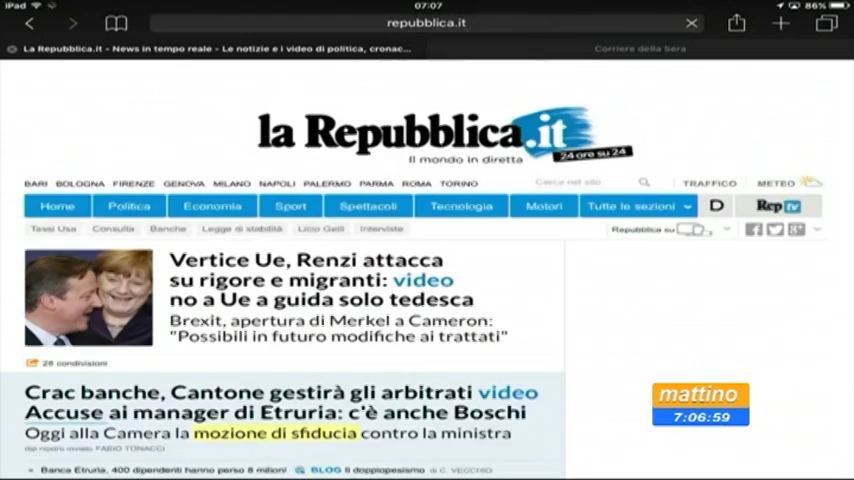 iPad 07:07 86%
repubblica.it
La Repubblica.it - News in tempo reale - Le notizie e i video di politica, cronac... Corriere della Sera
la Repubblica.it
Il mondo in diretta 24 ore su 24
BARI BOLOGNA FIRENZE GENOVA MILANO NAPOLI PALERMO PARMA ROMA TORINO Cerca nel sito TRAFFICO METEO
Home Politica Economia Sport Spettacoli Tecnologia Motori Tutte le sezioni D Rep tv
Tassi Usa Consulta Banche Legge di stabilità Licio Gelli Interviste Repubblica su
Vertice Ue, Renzi attacca
su rigore e migranti: video
no a Ue a guida solo tedesca
Brexit, apertura di Merkel a Cameron:
"Possibili in futuro modifiche ai trattati"
26 condivisioni
Crac banche, Cantone gestirà gli arbitrati video
Accuse ai manager di Etruria: c'è anche Boschi
Oggi alla Camera la mozione di sfiducia contro la ministra
dal nostro inviato FABIO TONACCI
Banca Etruria, 400 dipendenti hanno perso 8 milioni BLOG Il doppiopesismo di C. VECCHIO
mattino
7:06:59